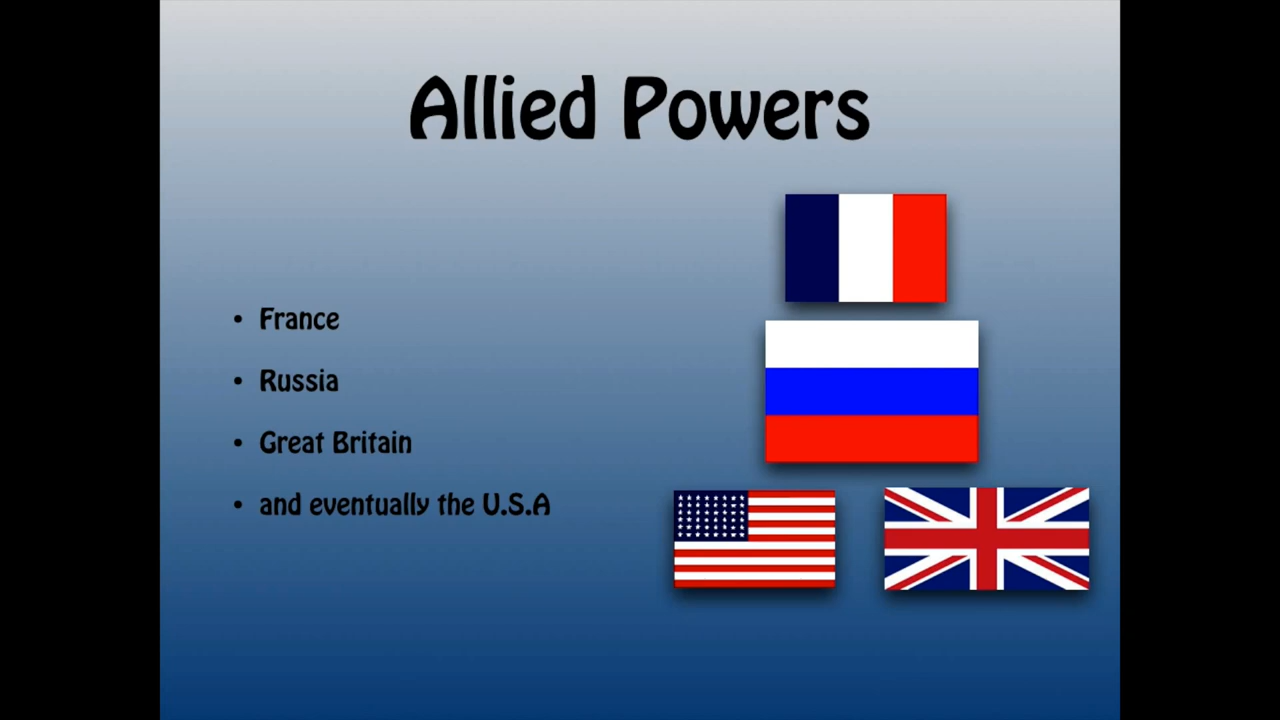 Allied Powers
• France
• Russia
• Great Britain
• and eventually the U.S.A